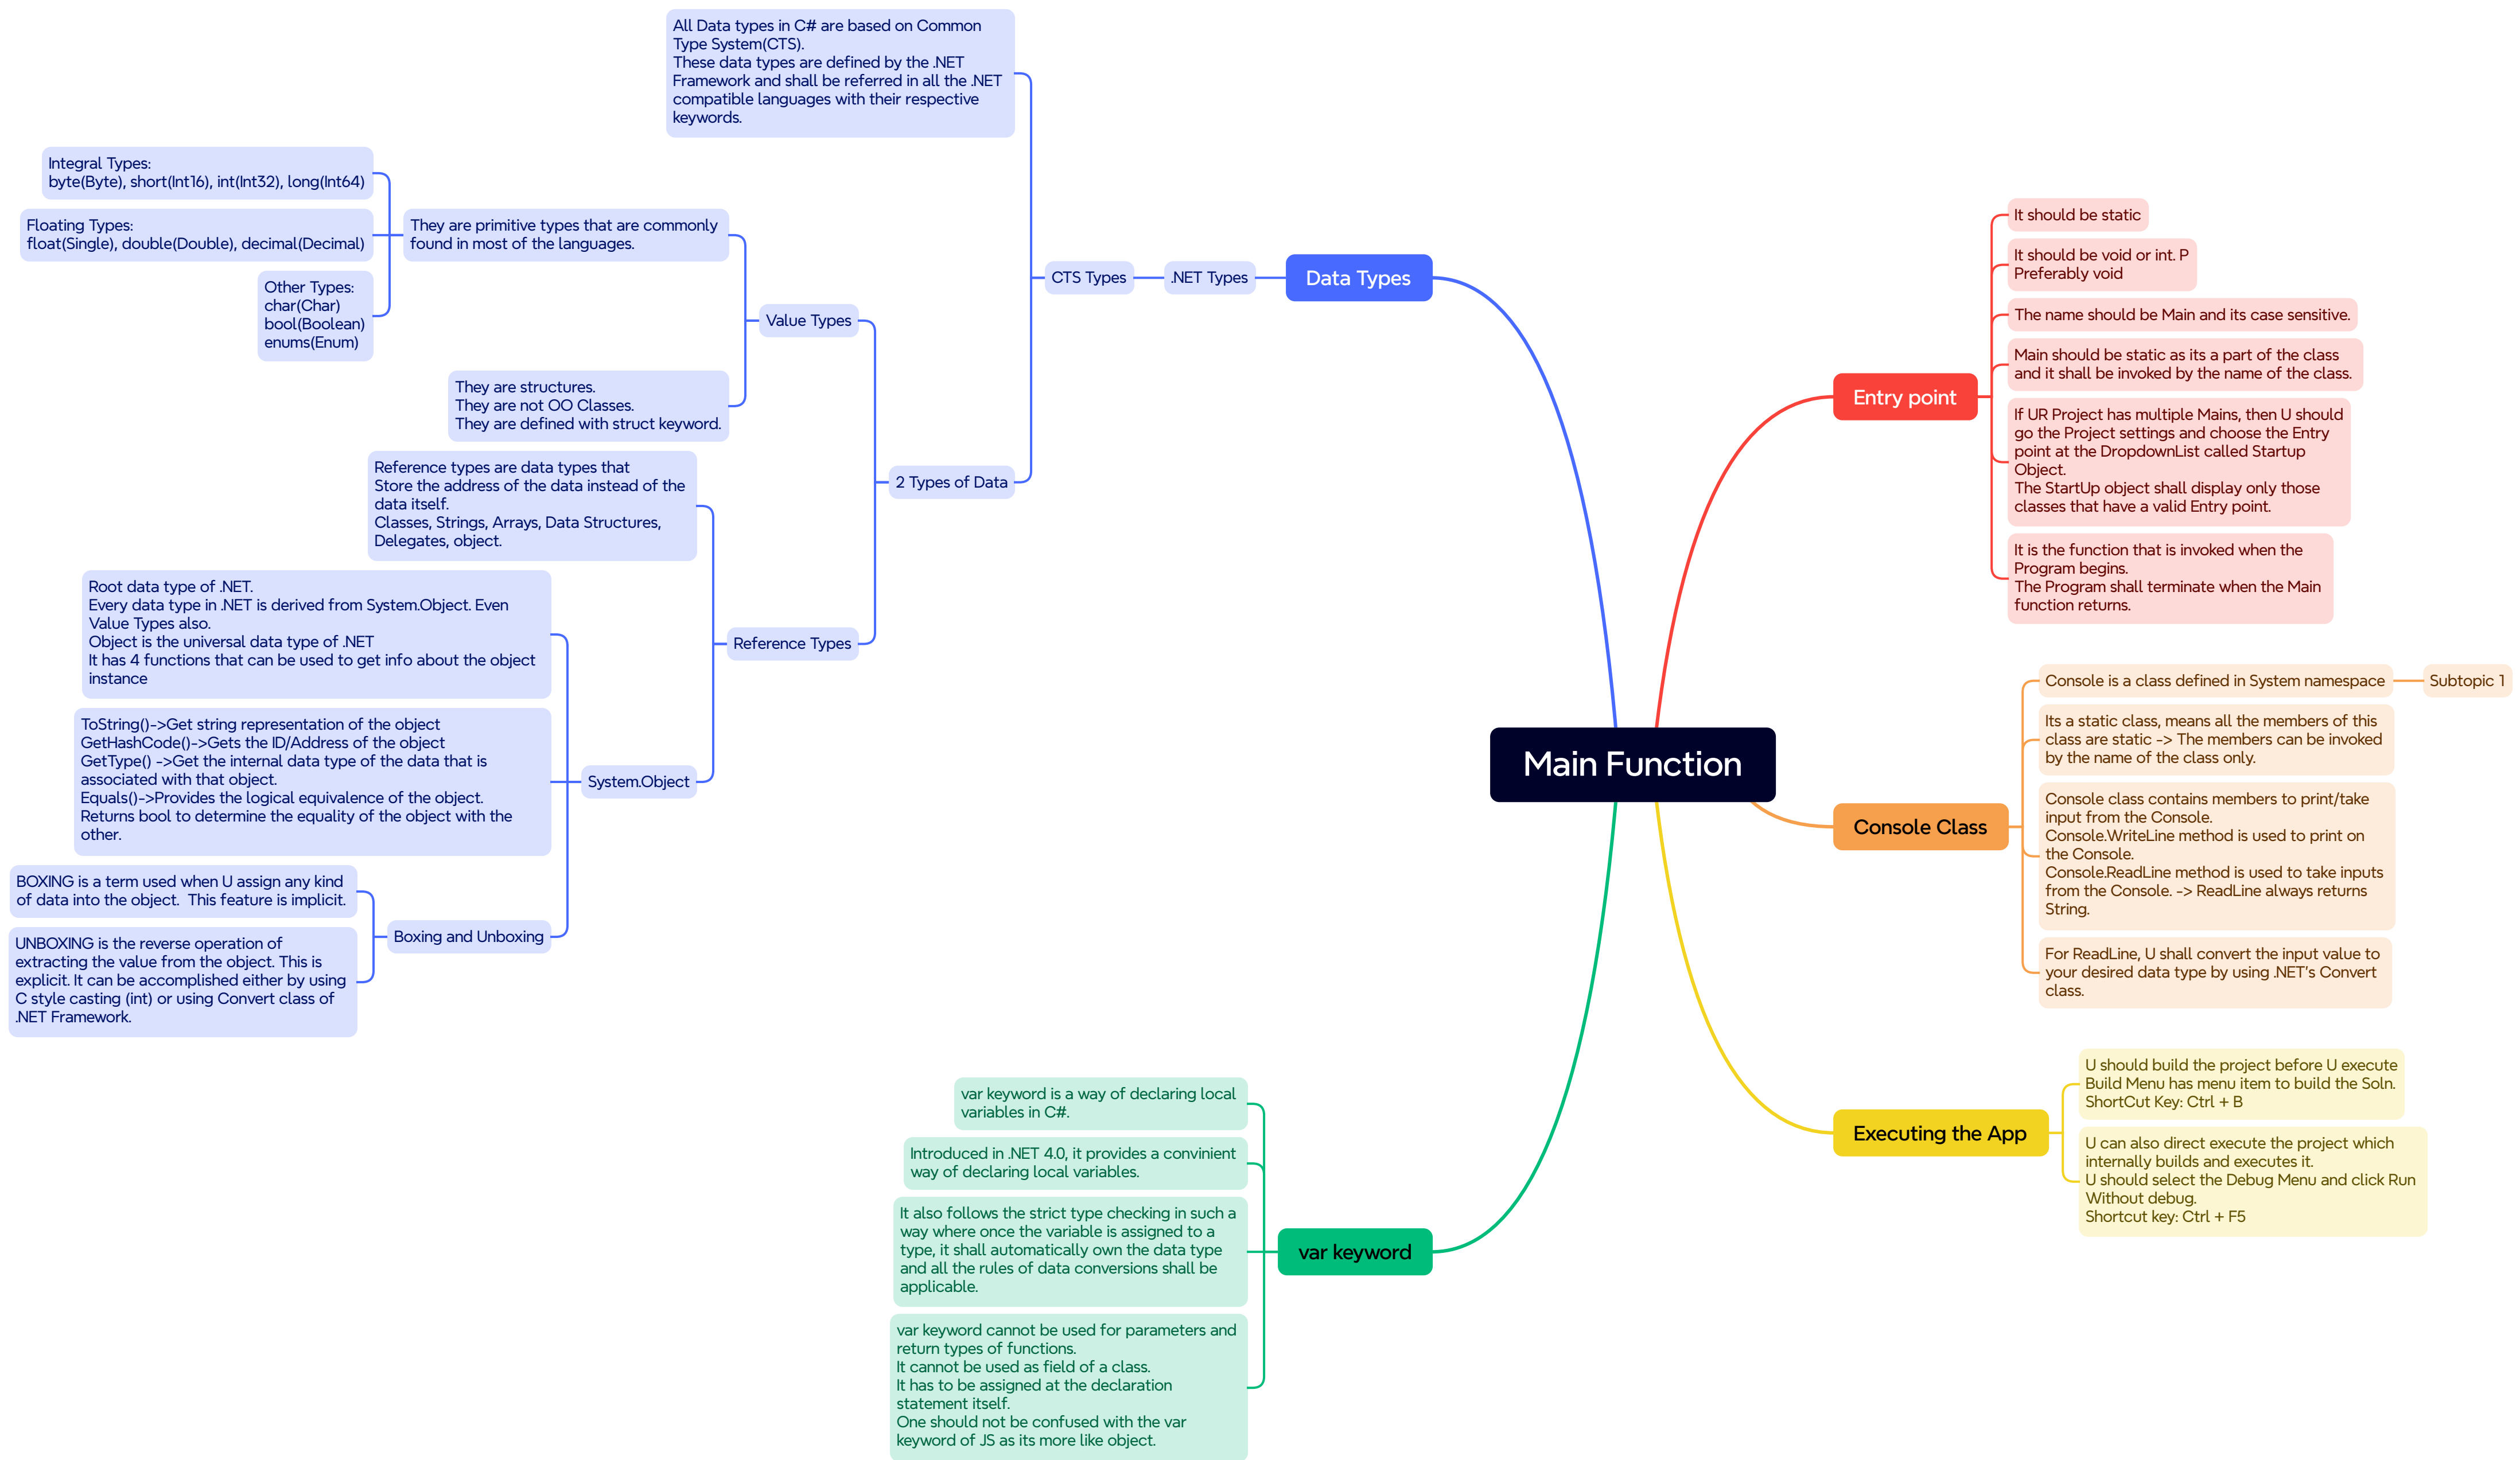 Main Function
Entry point
It should be static
It should be void or int. P
Preferably void
The name should be Main and its case sensitive.
Main should be static as its a part of the class
and it shall be invoked by the name of the class.
If UR Project has multiple Mains, then U should
go the Project settings and choose the Entry
point at the DropdownList called Startup
Object.
The StartUp object shall display only those
classes that have a valid Entry point.
It is the function that is invoked when the
Program begins.
The Program shall terminate when the Main
function returns.
Console Class
Console is a class defined in System namespace
Subtopic 1
Its a static class, means all the members of this
class are static -> The members can be invoked
by the name of the class only.
Console class contains members to print/take
input from the Console.
Console.WriteLine method is used to print on
the Console.
Console.ReadLine method is used to take inputs
from the Console. -> ReadLine always returns
String.
For ReadLine, U shall convert the input value to
your desired data type by using .NET's Convert
class.
Executing the App
U should build the project before U execute
Build Menu has menu item to build the Soln.
ShortCut Key: Ctrl + B
U can also direct execute the project which
internally builds and executes it.
U should select the Debug Menu and click Run
Without debug.
Shortcut key: Ctrl + F5
Data Types
.NET Types
CTS Types
All Data types in C# are based on Common
Type System(CTS).
These data types are defined by the .NET
Framework and shall be referred in all the .NET
compatible languages with their respective
keywords.
2 Types of Data
Value Types
They are primitive types that are commonly
found in most of the languages.
Integral Types:
byte(Byte), short(Int16), int(Int32), long(Int64)
Floating Types:
float(Single), double(Double), decimal(Decimal)
Other Types:
char(Char)
bool(Boolean)
enums(Enum)
They are structures.
They are not OO Classes.
They are defined with struct keyword.
Reference Types
Reference types are data types that
Store the address of the data instead of the
data itself.
Classes, Strings, Arrays, Data Structures,
Delegates, object.
System.Object
Root data type of .NET.
Every data type in .NET is derived from System.Object. Even
Value Types also.
Object is the universal data type of .NET
It has 4 functions that can be used to get info about the object
instance
ToString()->Get string representation of the object
GetHashCode()->Gets the ID/Address of the object
GetType() ->Get the internal data type of the data that is
associated with that object.
Equals()->Provides the logical equivalence of the object.
Returns bool to determine the equality of the object with the
other.
Boxing and Unboxing
BOXING is a term used when U assign any kind
of data into the object.  This feature is implicit.
UNBOXING is the reverse operation of
extracting the value from the object. This is
explicit. It can be accomplished either by using
C style casting (int) or using Convert class of
.NET Framework.
var keyword
var keyword is a way of declaring local
variables in C#.
Introduced in .NET 4.0, it provides a convinient
way of declaring local variables.
It also follows the strict type checking in such a
way where once the variable is assigned to a
type, it shall automatically own the data type
and all the rules of data conversions shall be
applicable.
var keyword cannot be used for parameters and
return types of functions.
It cannot be used as field of a class.
It has to be assigned at the declaration
statement itself.
One should not be confused with the var
keyword of JS as its more like object.